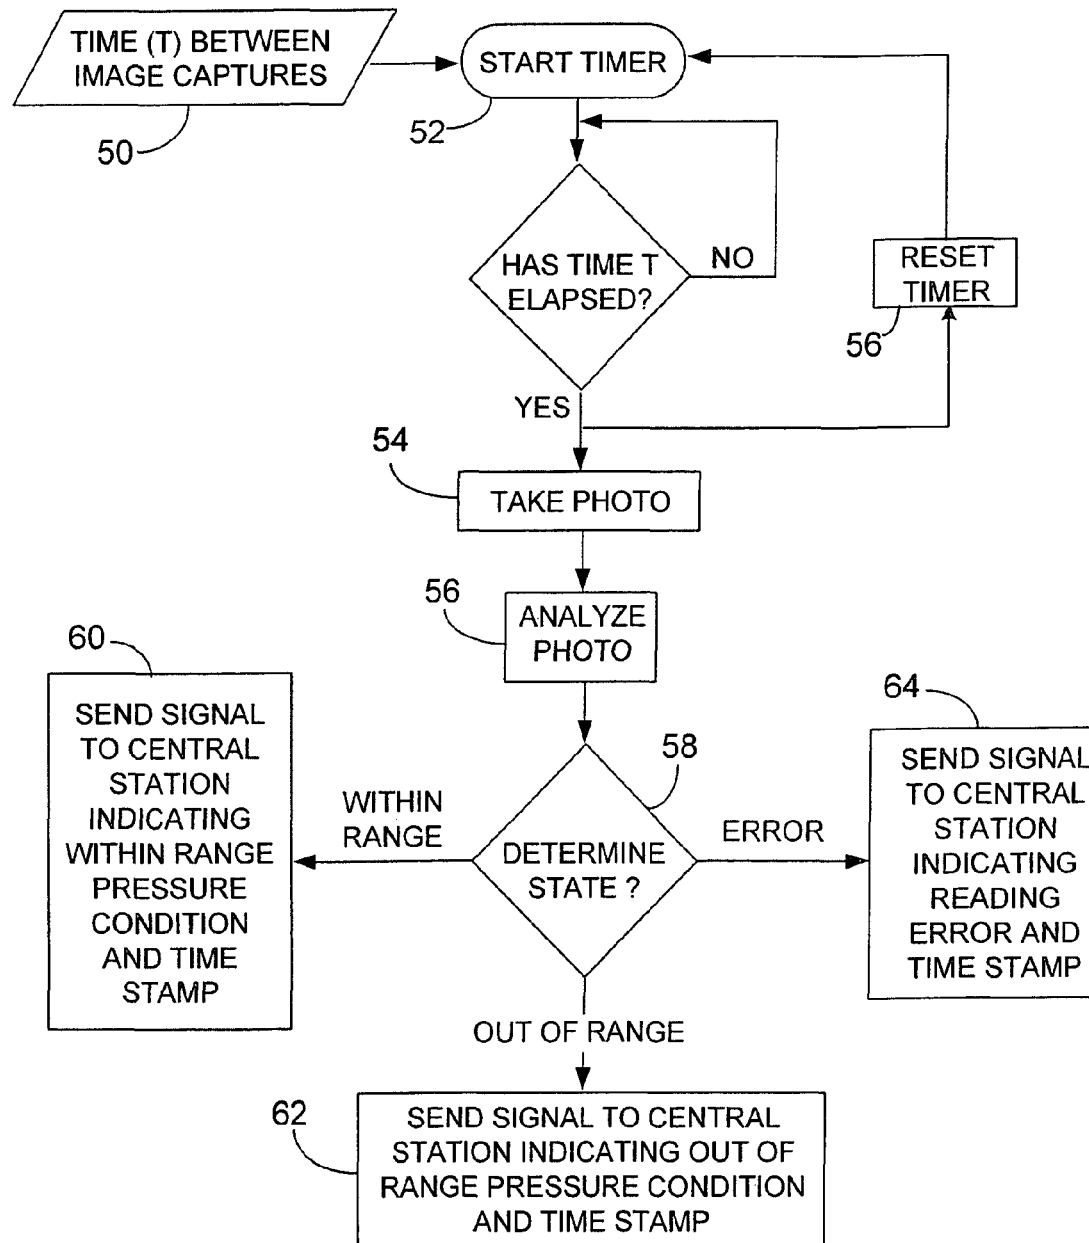 TIME (T) BETWEEN
IMAGE CAPTURES
50
START TIMER
52
HAS TIME T
ELAPSED?
NO
YES
RESET
TIMER
56
54
TAKE PHOTO
56
ANALYZE
PHOTO
58
DETERMINE
STATE ?
WITHIN
RANGE
60
SEND SIGNAL
TO CENTRAL
STATION
INDICATING
WITHIN RANGE
PRESSURE
CONDITION
AND TIME
STAMP
ERROR
64
SEND SIGNAL
TO CENTRAL
STATION
INDICATING
READING
ERROR AND
TIME STAMP
OUT OF RANGE
62
SEND SIGNAL TO CENTRAL
STATION INDICATING OUT OF
RANGE PRESSURE CONDITION
AND TIME STAMP